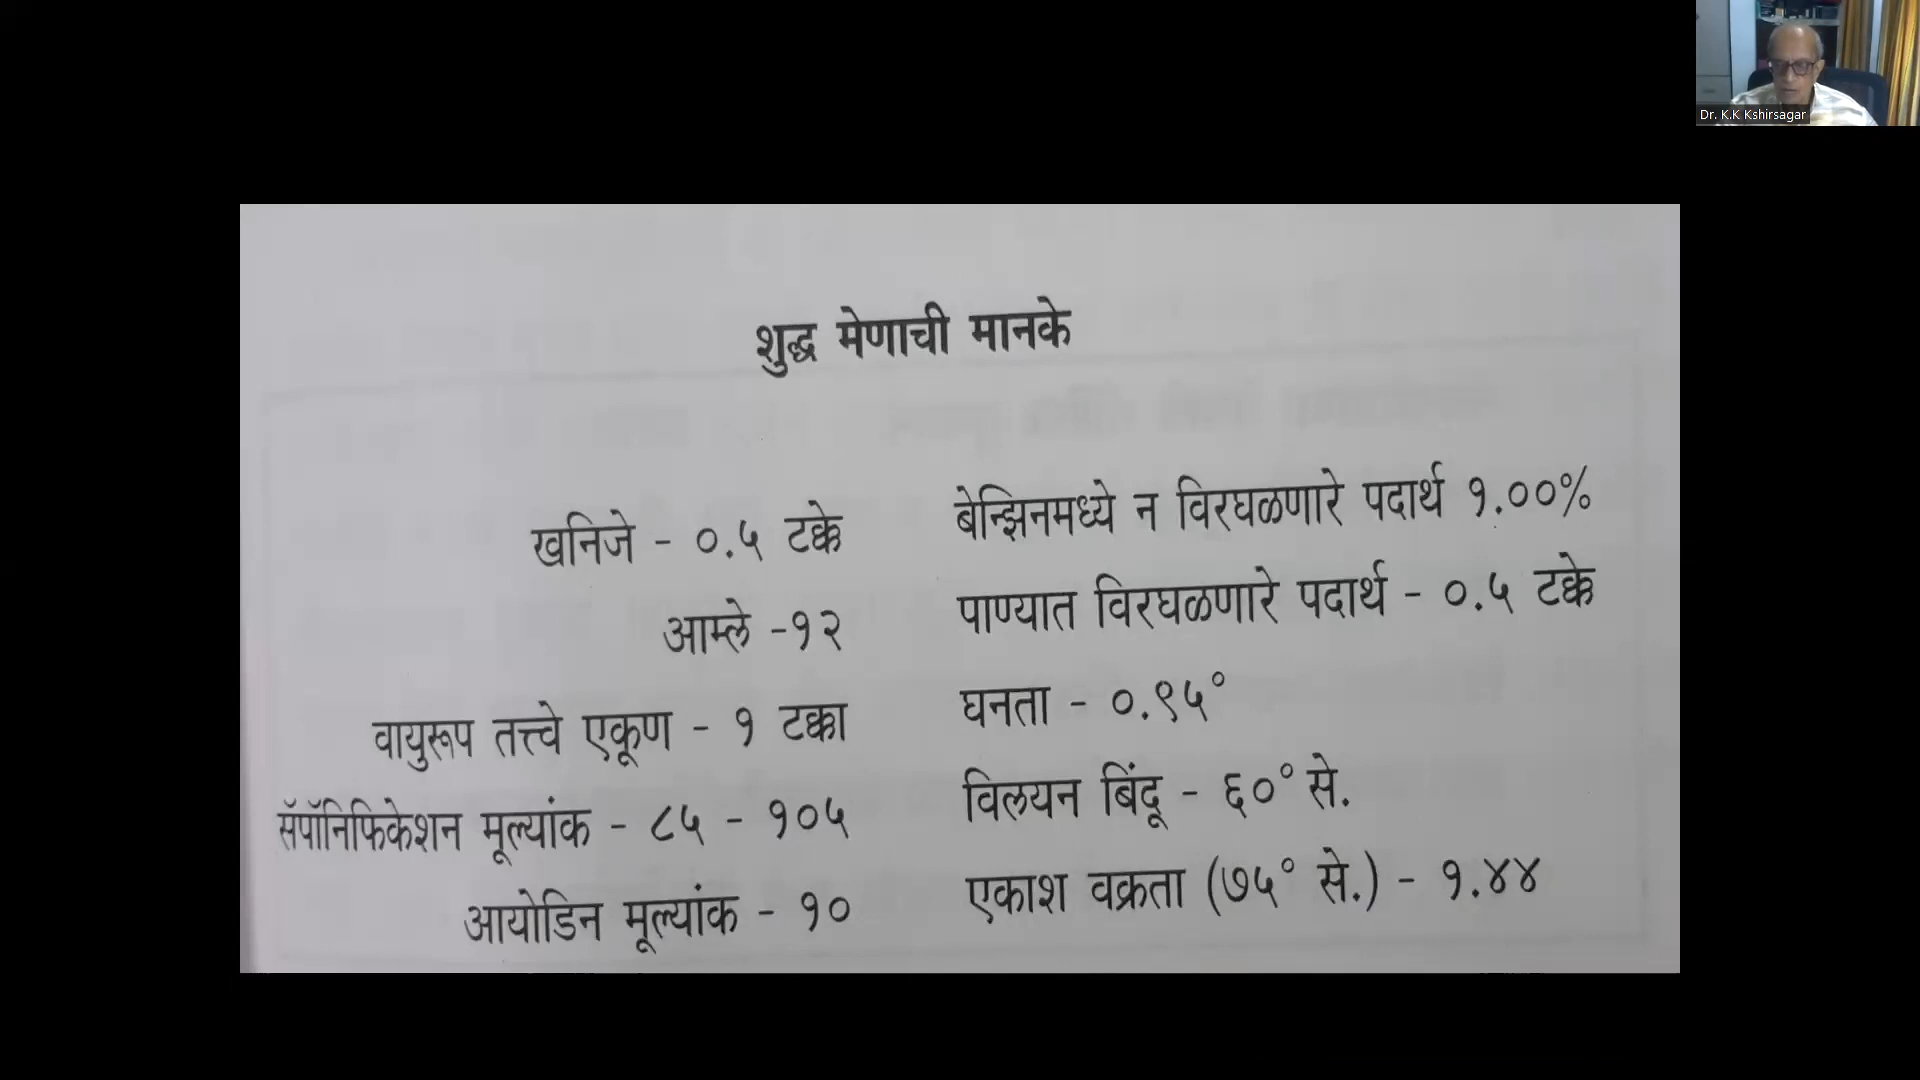 Dr. K.K Kshirsagar
शुद्ध मेणाची मानके
खनिजे - ०.५ टक्के
आम्ले -१२
वायुरूप तत्त्वे एकूण - १ टक्का
सॅपॉनिफिकेशन मूल्यांक - ८५ - १०५
आयोडिन मूल्यांक - १०
बेन्झिनमध्ये न विरघळणारे पदार्थ १.००%
पाण्यात विरघळणारे पदार्थ - ०.५ टक्के
घनता - ०.९५°
विलयन बिंदू - ६०° से.
एकाश वक्रता (७५° से.) - १.४४